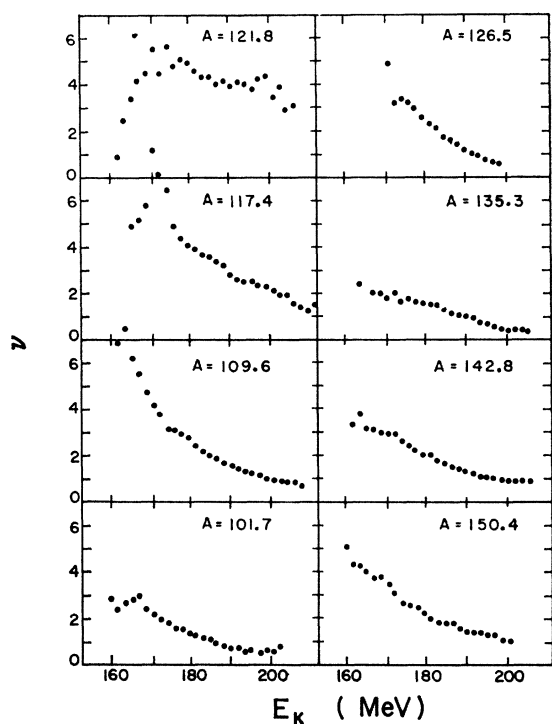 A = 121.8
A = 126.5
6
4
2
0
A = 117.4
A = 135.3
6
4
2
0
A = 109.6
A = 142.8
6
4
2
0
A = 101.7
A = 150.4
6
4
2
0
160 180 200 160 180 200
ν
E_K ( MeV)